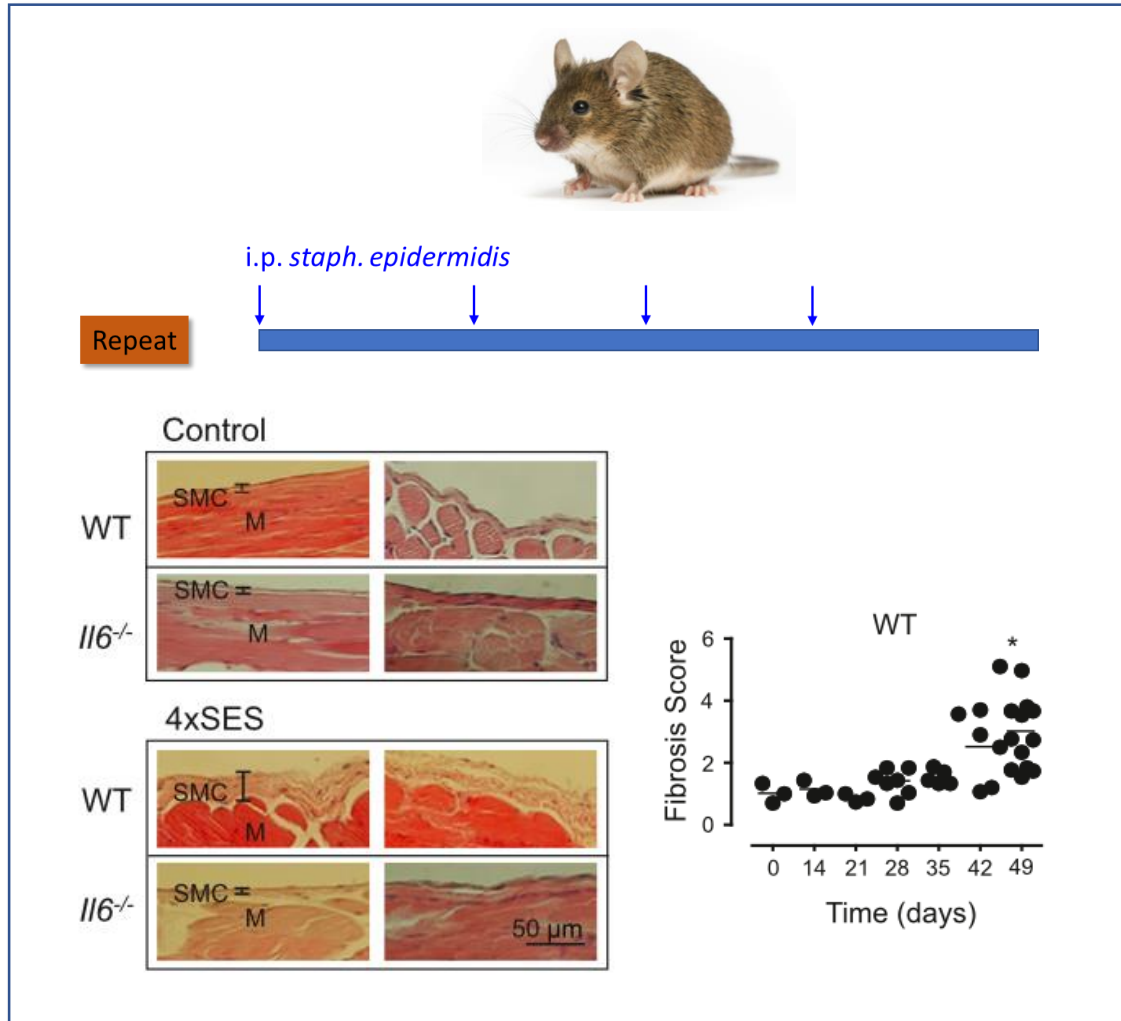 i.p. staph. epidermidis
Repeat
Control
WT
SMC
M
Il6-/-
SMC
M
4xSES
WT
SMC
M
Il6-/-
SMC
M
50 μm
WT
*
Fibrosis Score
6
4
2
0
0 14 21 28 35 42 49
Time (days)